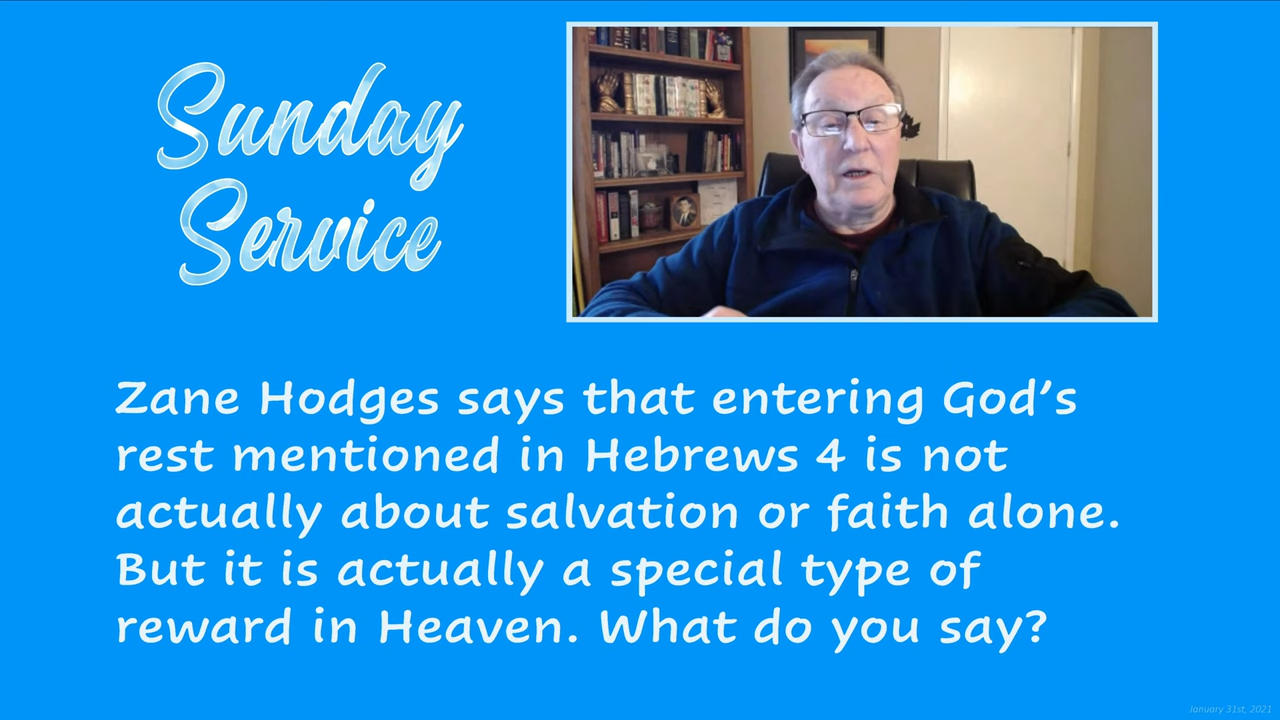 Sunday
Service
Zane Hodges says that entering God’s
rest mentioned in Hebrews 4 is not
actually about salvation or faith alone.
But it is actually a special type of
reward in Heaven. What do you say?
January 31st, 2021